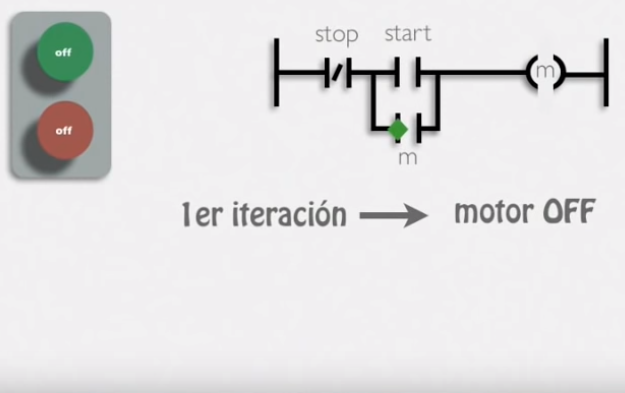 off
off
stop start
m
m
1er iteración motor OFF